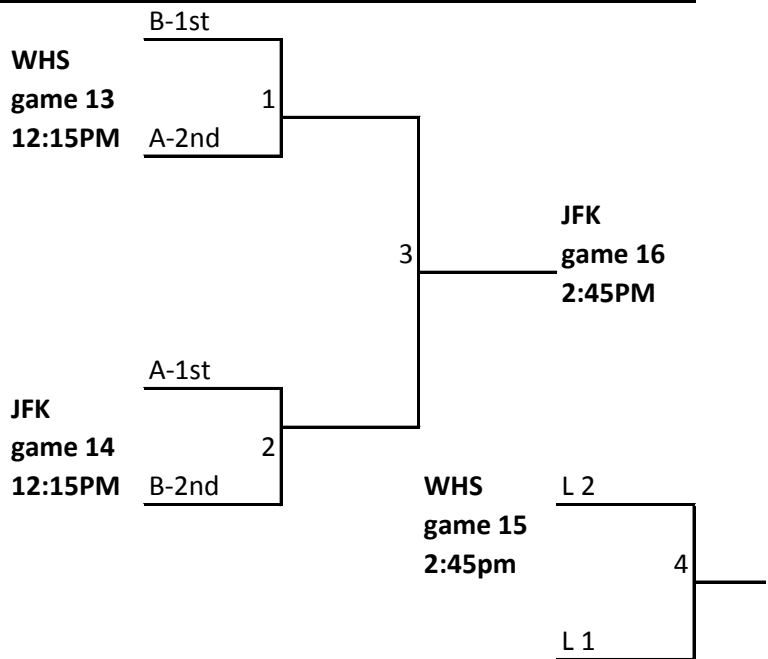 B-1st
WHS
game 13
1
12:15PM
A-2nd
JFK
3
game 16
2:45PM
A-1st
JFK
game 14
2
12:15PM
B-2nd
WHS
L 2
game 15
2:45pm
4
L 1